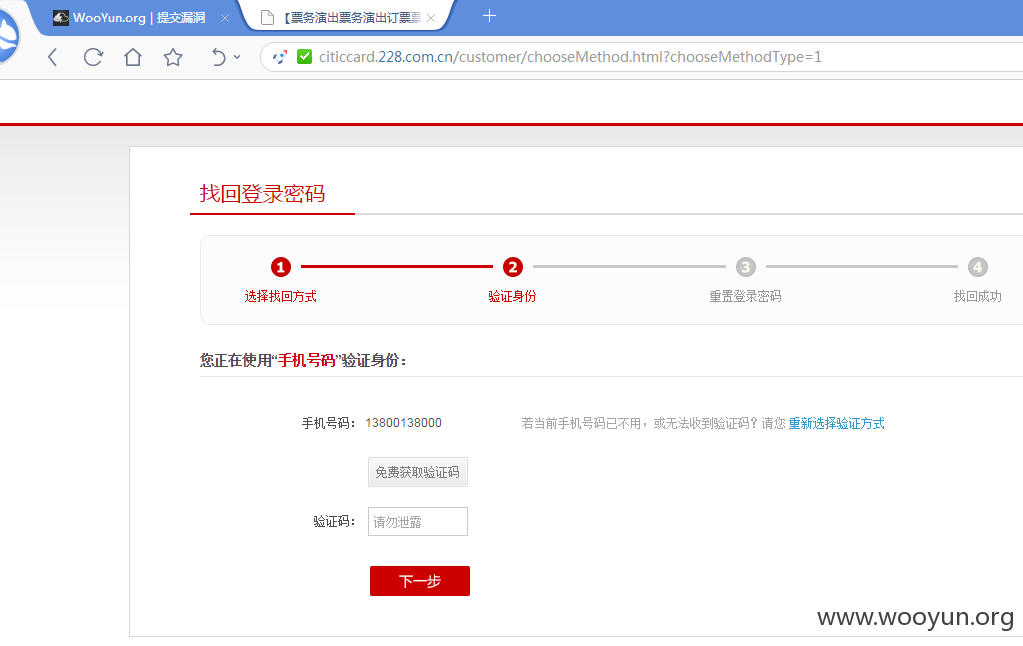 WooYun.org | 提交漏洞
【票务演出票务演出订票票
citiccard.228.com.cn/customer/chooseMethod.html?chooseMethodType=1
找回登录密码
1 2 3 4
选择找回方式 验证身份 重置登录密码 找回成功
您正在使用“手机号码”验证身份：
手机号码： 13800138000 若当前手机号码已不用，或无法收到验证码？请您 重新选择验证方式
免费获取验证码
验证码： 请勿泄露
下一步
www.wooyun.org